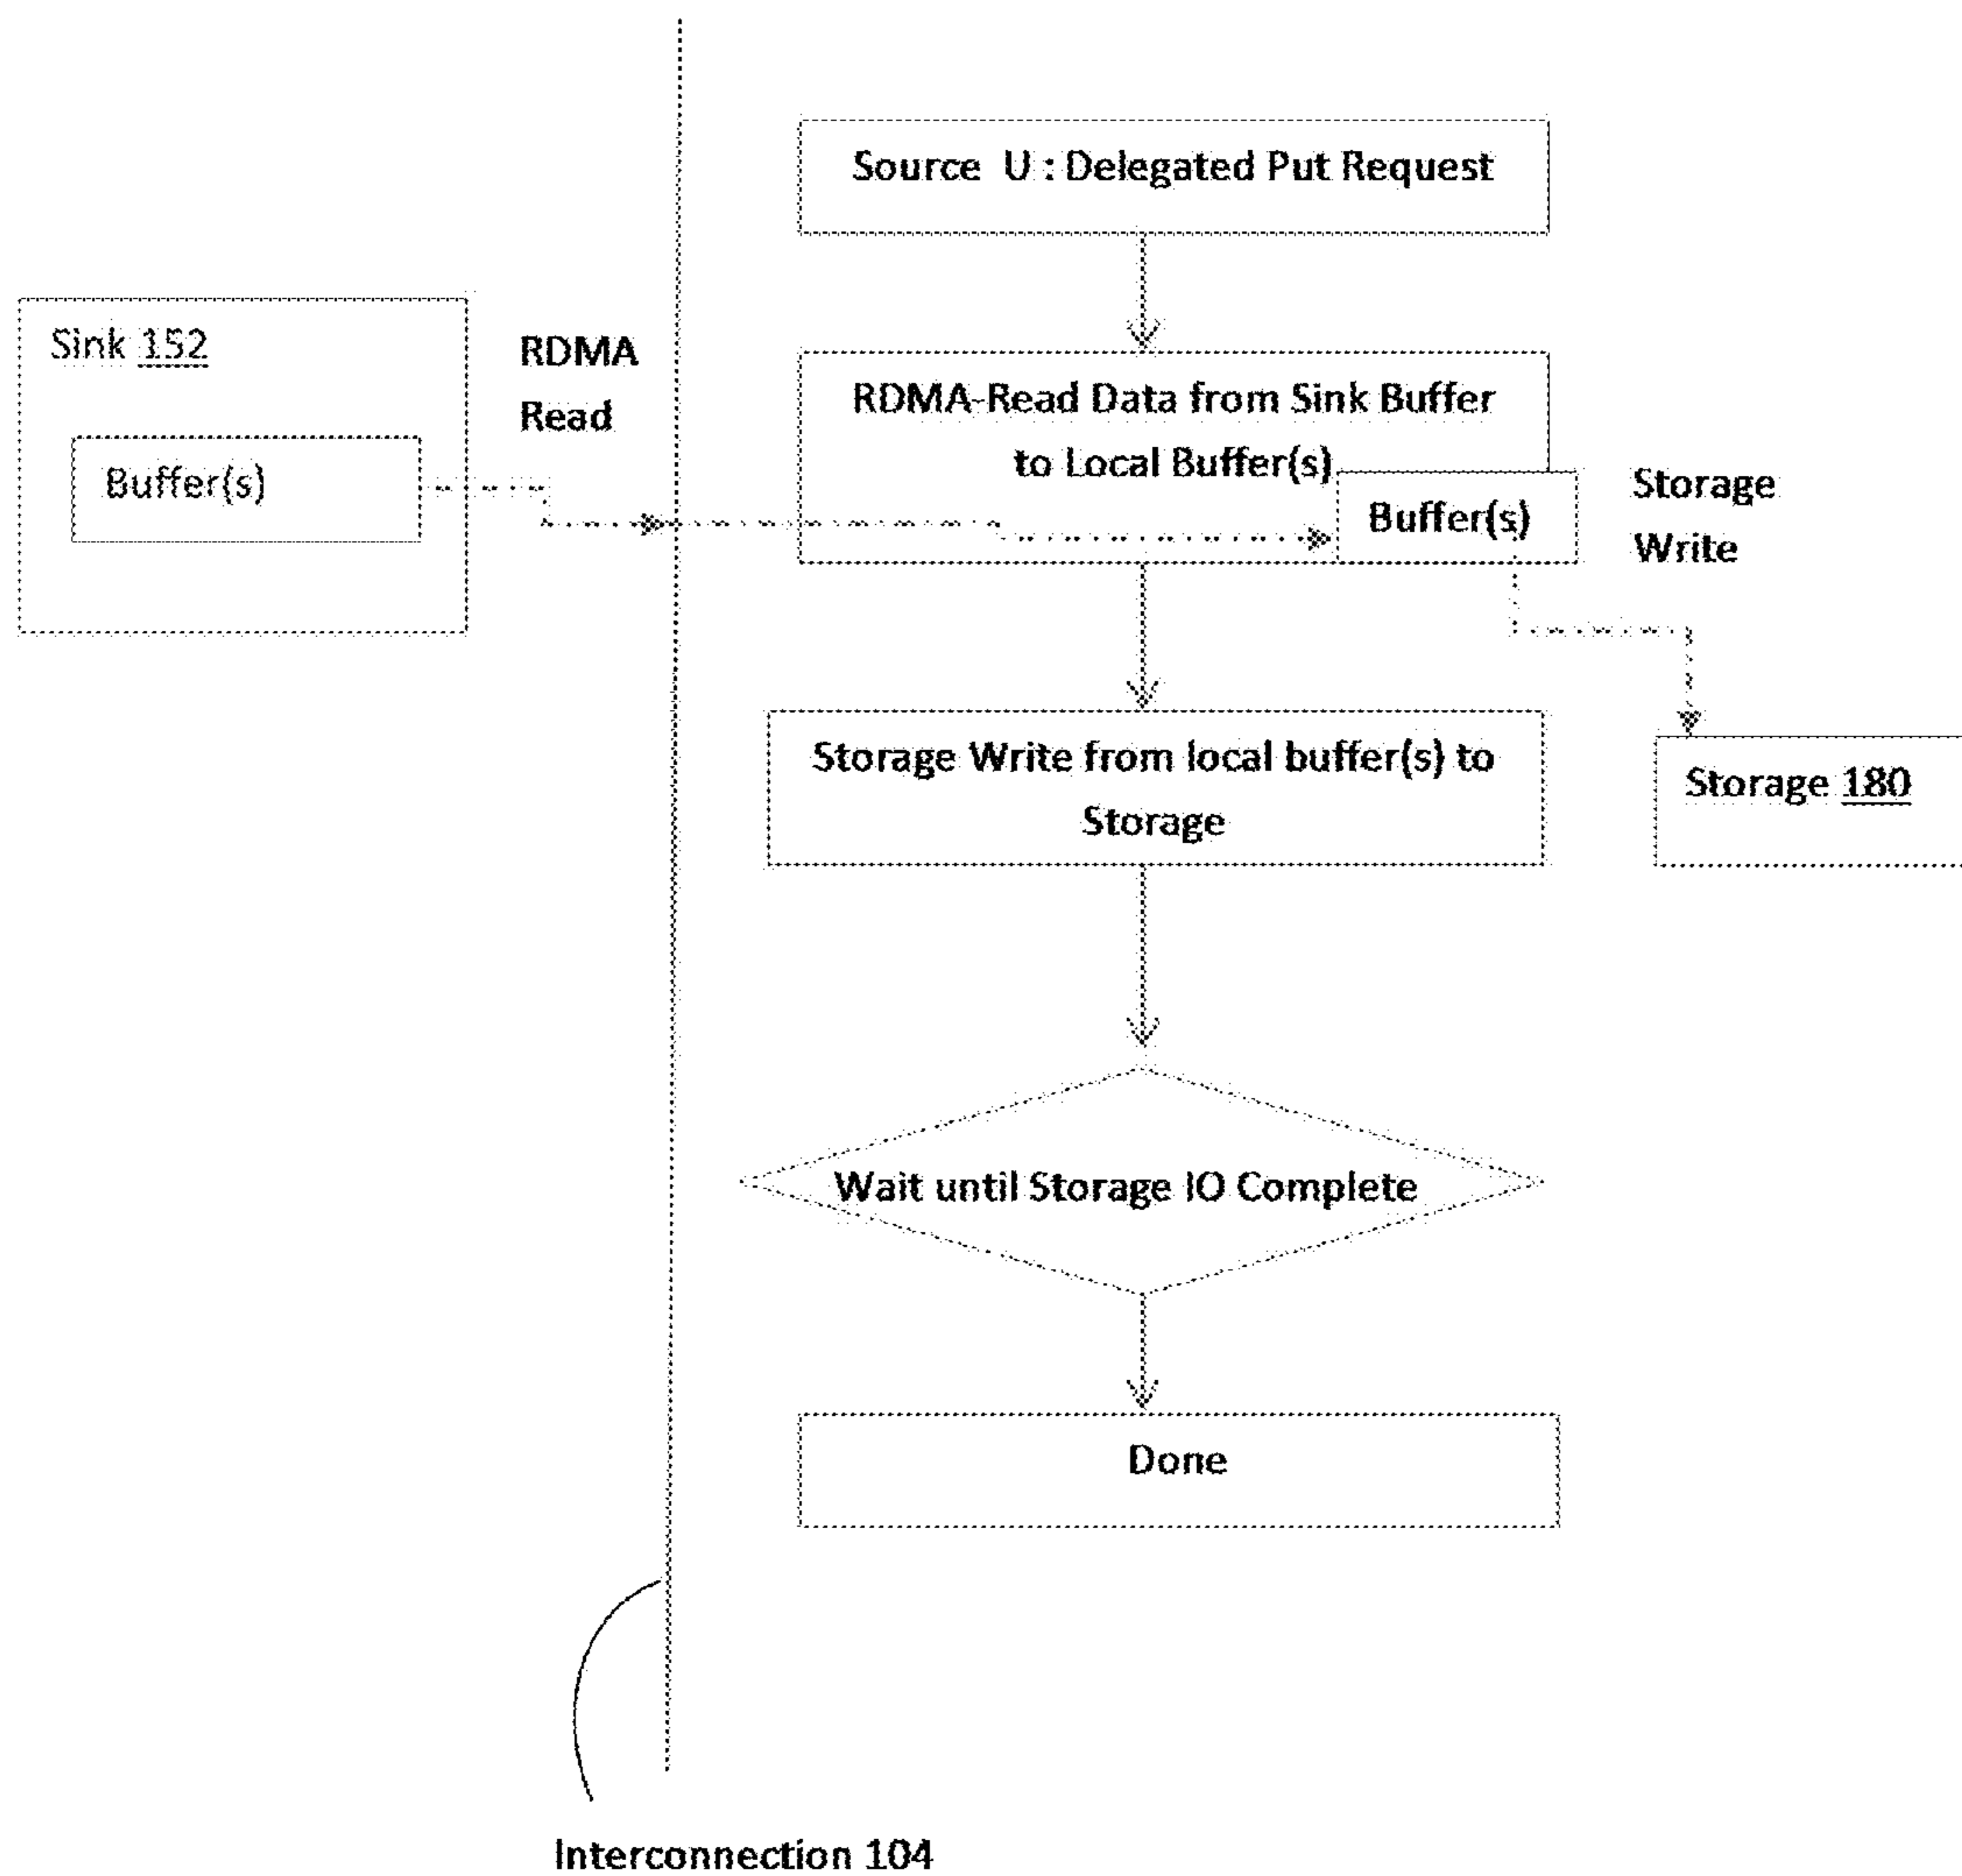 Source U : Delegated Put Request
Sink 152
RDMA
Read
Buffer(s)
RDMA-Read Data from Sink Buffer
to Local Buffer(s)
Buffer(s)
Storage
Write
Storage Write from local buffer(s) to
Storage
Storage 180
Wait until Storage IO Complete
Done
Interconnection 104